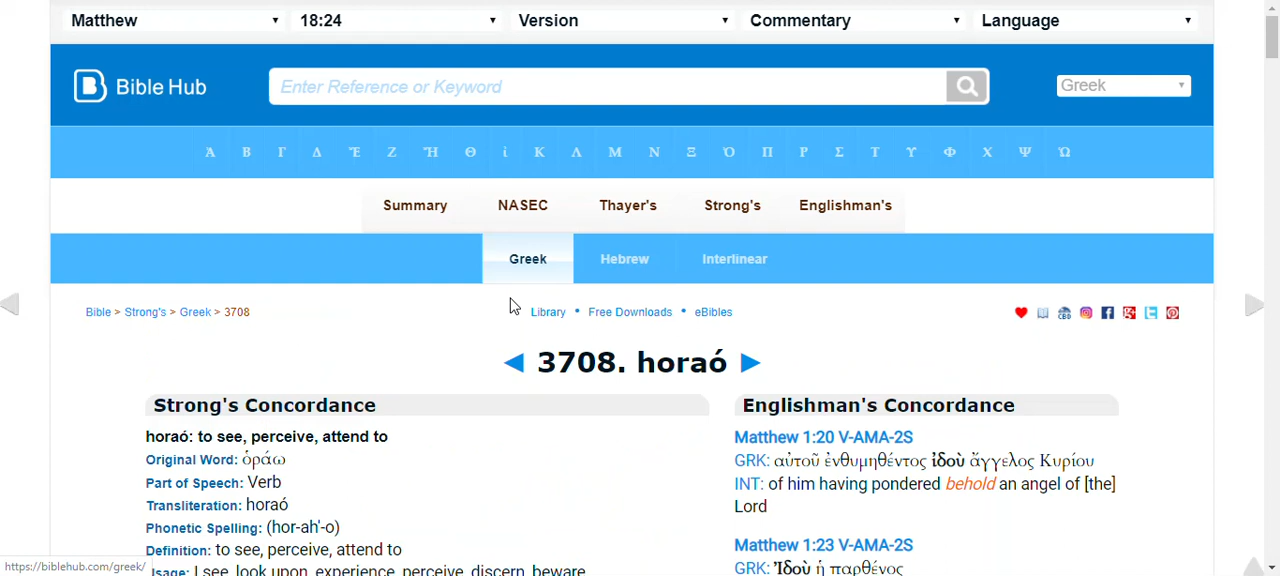 Matthew 18:24 Version Commentary Language
Bible Hub Enter Reference or Keyword Greek
Ἀ Β Γ Δ Ἐ Ζ Ἠ Θ ἰ Κ Λ Μ Ν Ξ Ὀ Π Ρ Σ Τ Υ Φ Χ Ψ Ὠ
Summary NASEC Thayer's Strong's Englishman's
Greek Hebrew Interlinear
Bible > Strong's > Greek > 3708 Library • Free Downloads • eBibles
◄ 3708. horaó ►
Strong's Concordance
horaó: to see, perceive, attend to
Original Word: ὁράω
Part of Speech: Verb
Transliteration: horaó
Phonetic Spelling: (hor-ah'-o)
Definition: to see, perceive, attend to
Usage: I see, look upon, experience, perceive, discern, beware.
Englishman's Concordance
Matthew 1:20 V-AMA-2S
GRK: αὐτοῦ ἐνθυμηθέντος ἰδοὺ ἄγγελος Κυρίου
INT: of him having pondered behold an angel of [the]
Lord
Matthew 1:23 V-AMA-2S
GRK: Ἰδοὺ ἡ παρθένος
https://biblehub.com/greek/